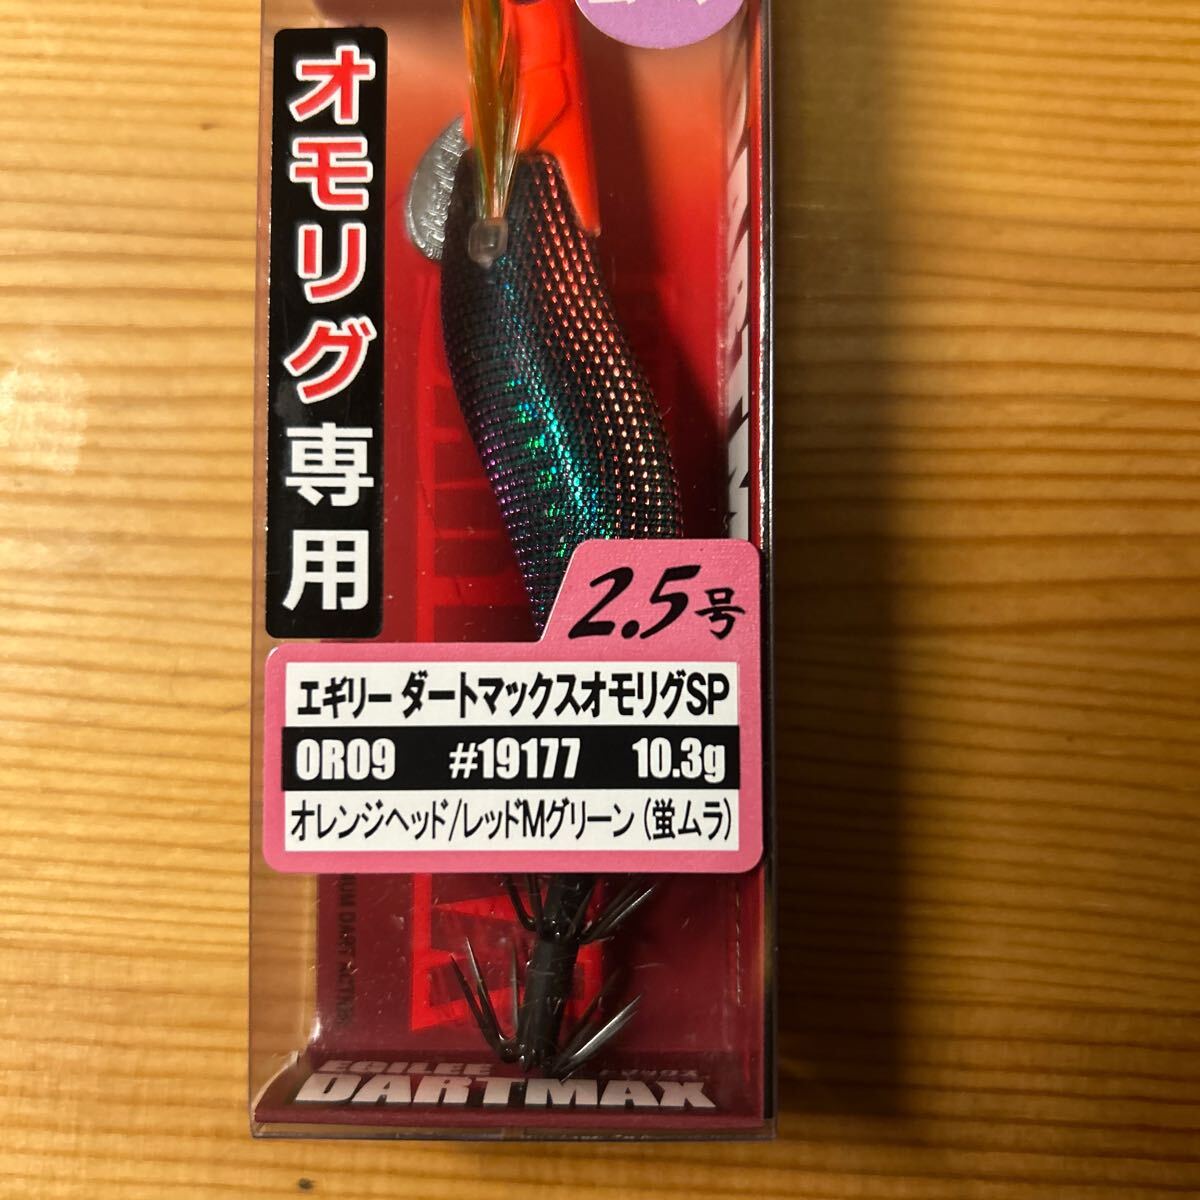 オモリグ専用
DARTMAX
2.5号
エギリー ダートマックスオモリグSP
OR09 #19177 10.3g
オレンジヘッド/レッドMグリーン(蛍ムラ)
EGILEE
DARTMAX